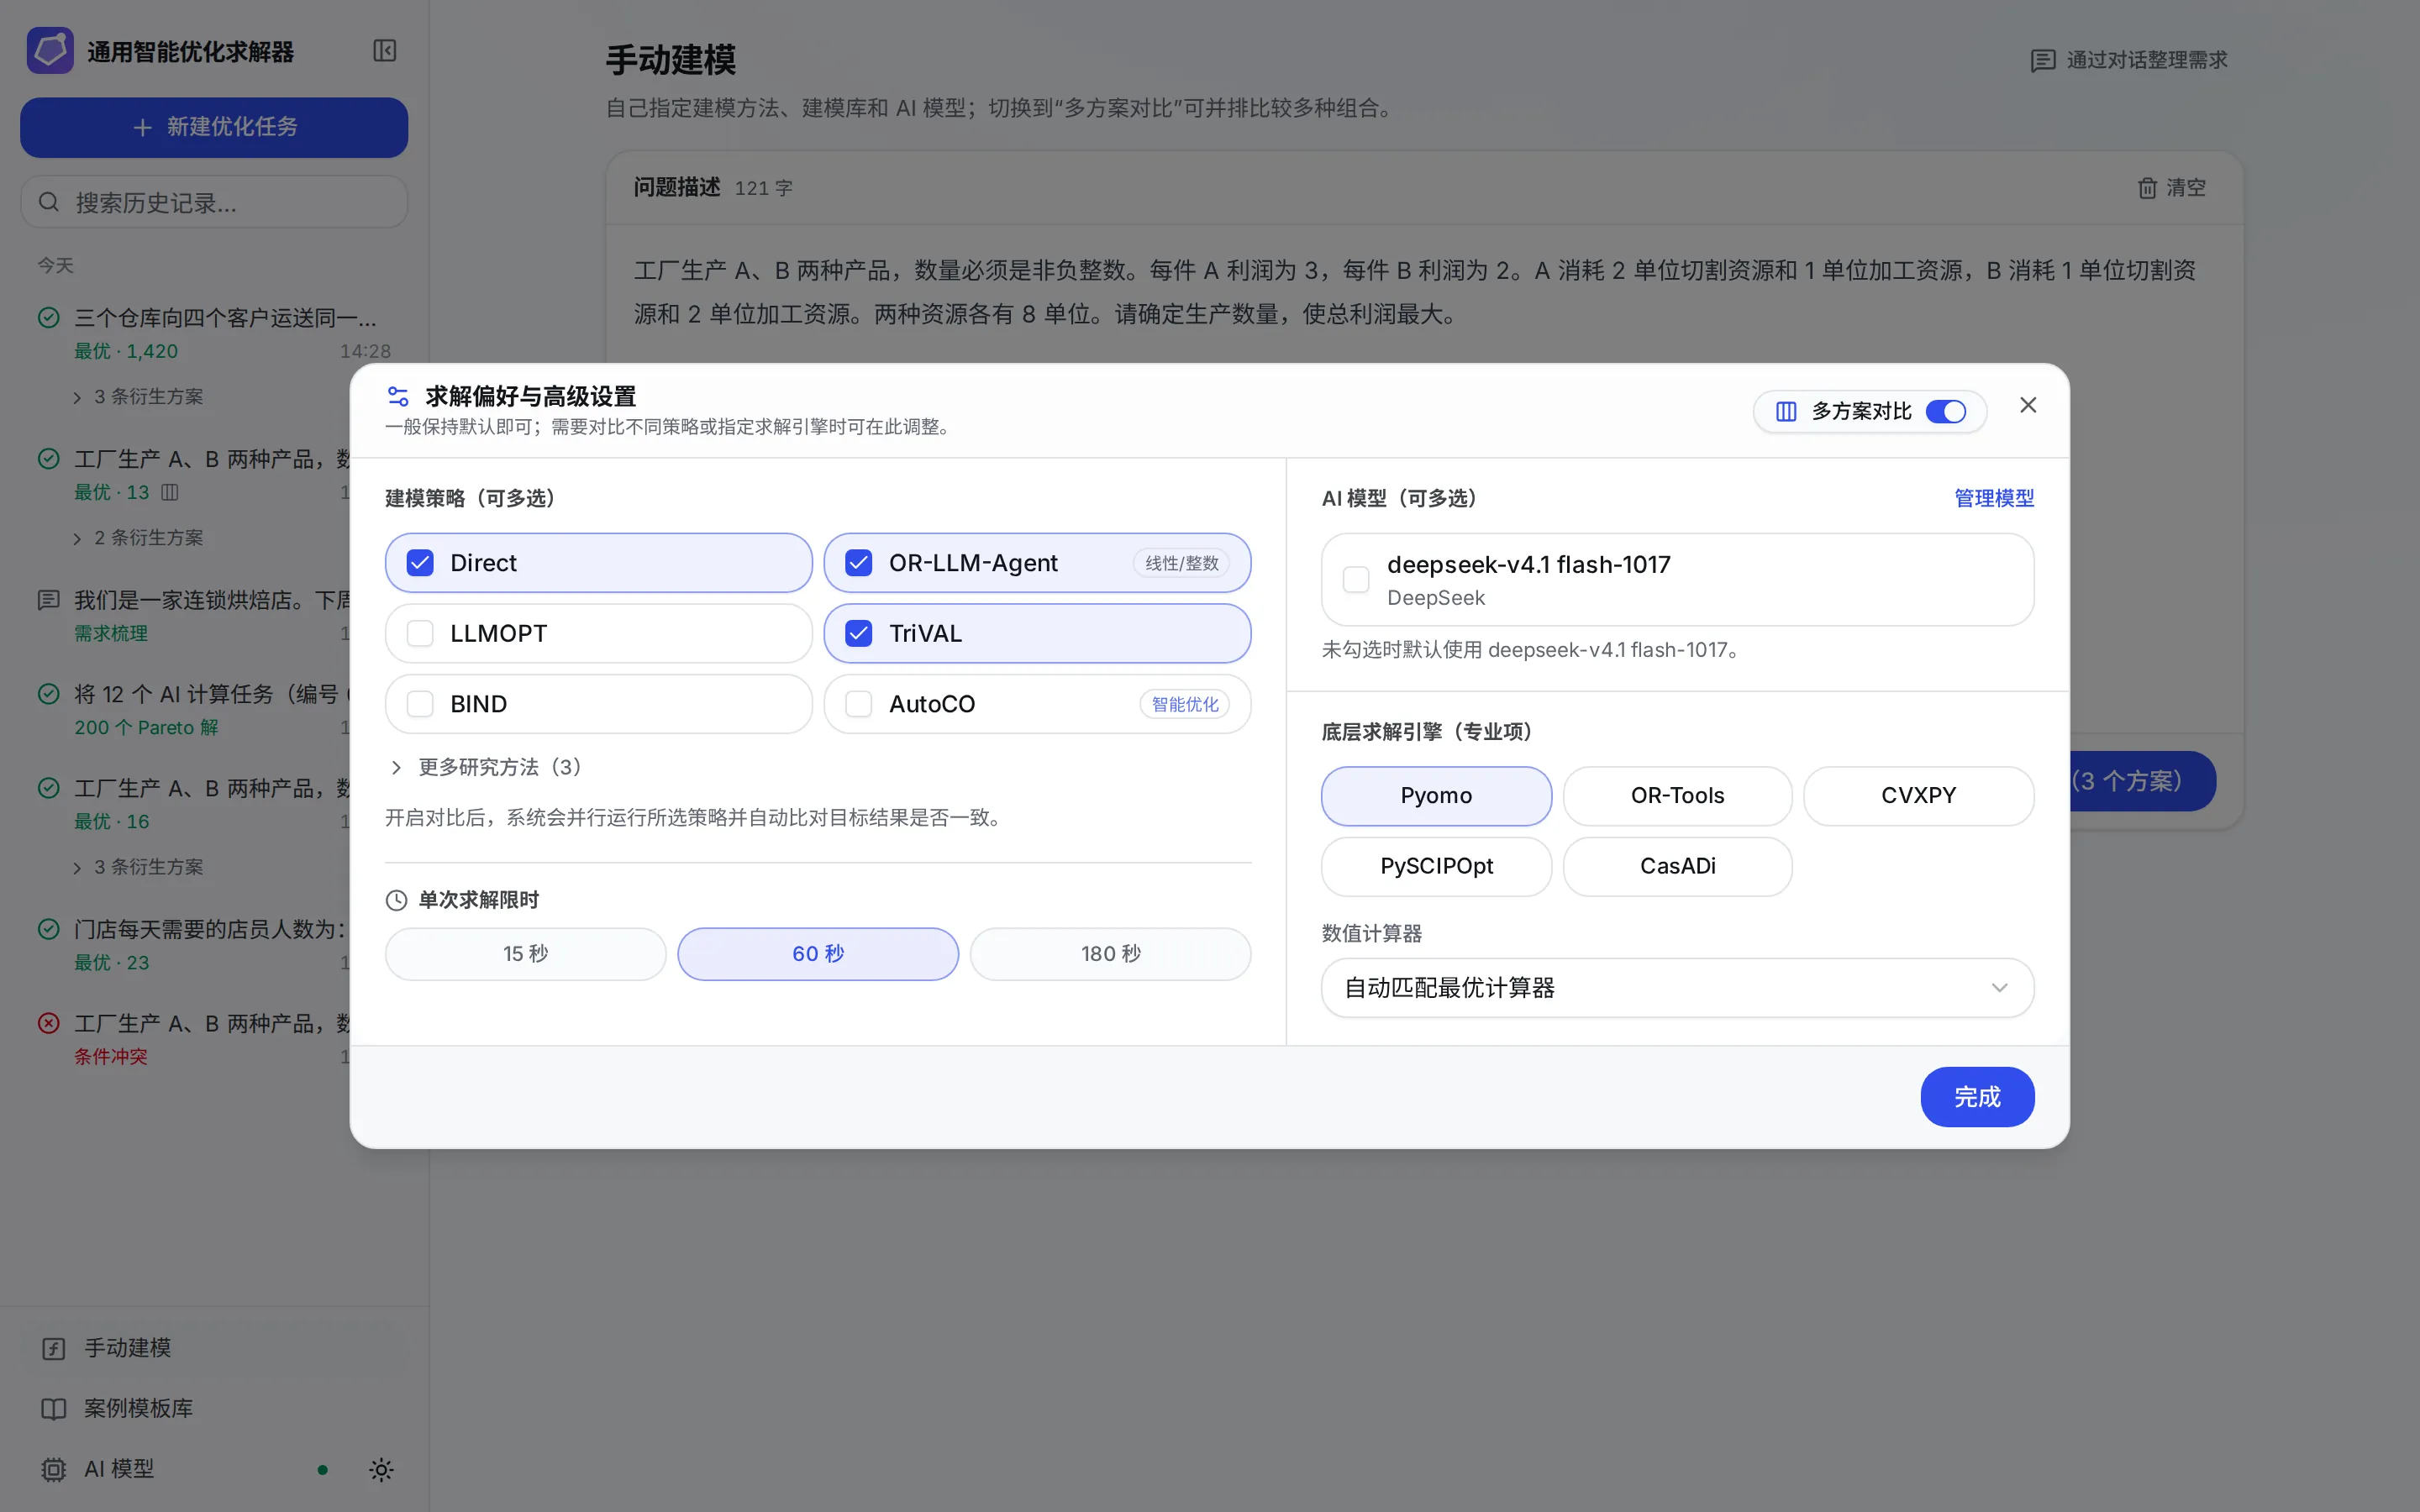 通用智能优化求解器
新建优化任务
搜索历史记录...
今天
三个仓库向四个客户运送同一...
最优 · 1,420
14:28
3 条衍生方案
工厂生产 A、B 两种产品，数
最优 · 13
1
2 条衍生方案
我们是一家连锁烘焙店。下周
需求梳理
1
将 12 个 AI 计算任务（编号
200 个 Pareto 解
1
工厂生产 A、B 两种产品，数
最优 · 16
1
3 条衍生方案
门店每天需要的店员人数为：
最优 · 23
1
工厂生产 A、B 两种产品，数
条件冲突
1
手动建模
案例模板库
AI 模型
手动建模
通过对话整理需求
自己指定建模方法、建模库和 AI 模型；切换到“多方案对比”可并排比较多种组合。
问题描述 121 字
清空
工厂生产 A、B 两种产品，数量必须是非负整数。每件 A 利润为 3，每件 B 利润为 2。A 消耗 2 单位切割资源和 1 单位加工资源，B 消耗 1 单位切割资
源和 2 单位加工资源。两种资源各有 8 单位。请确定生产数量，使总利润最大。
（3 个方案）
求解偏好与高级设置
一般保持默认即可；需要对比不同策略或指定求解引擎时可在此调整。
多方案对比
建模策略（可多选）
Direct
OR-LLM-Agent 线性/整数
LLMOPT
TriVAL
BIND
AutoCO 智能优化
更多研究方法（3）
开启对比后，系统会并行运行所选策略并自动比对目标结果是否一致。
单次求解限时
15 秒
60 秒
180 秒
AI 模型（可多选）
管理模型
deepseek-v4.1 flash-1017
DeepSeek
未勾选时默认使用 deepseek-v4.1 flash-1017。
底层求解引擎（专业项）
Pyomo
OR-Tools
CVXPY
PySCIPOpt
CasADi
数值计算器
自动匹配最优计算器
完成